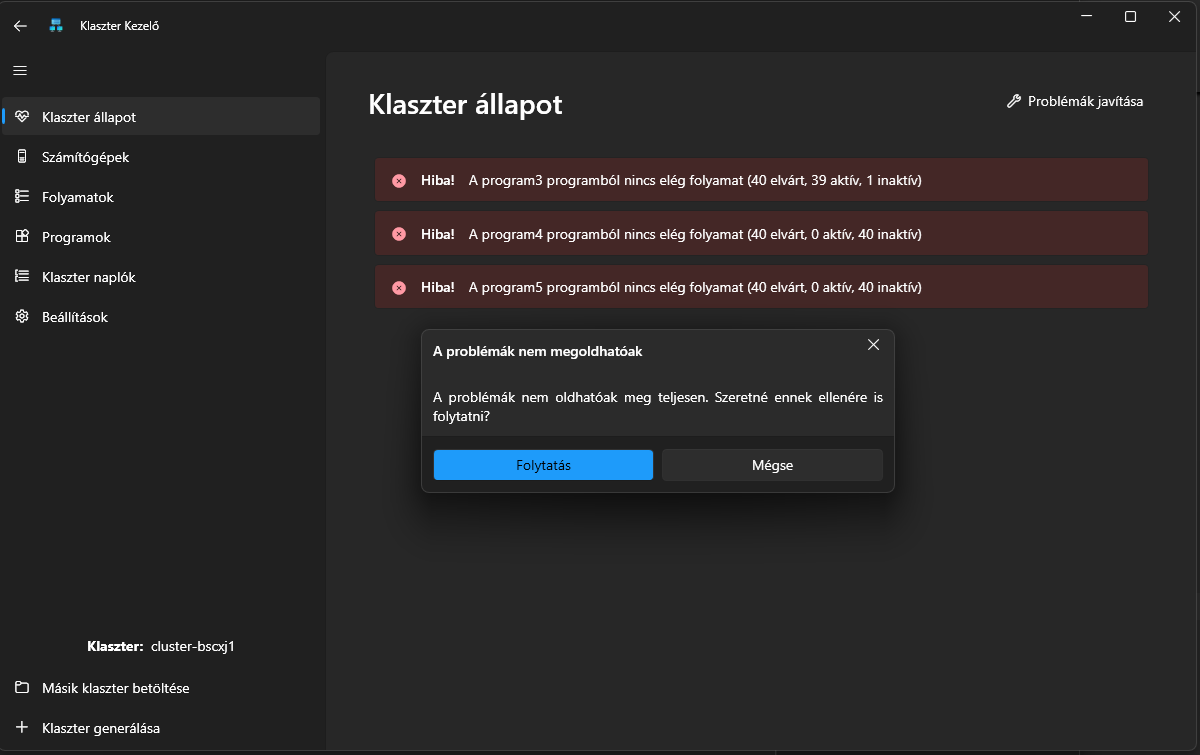 Klaszter Kezelő
Klaszter állapot
Számítógépek
Folyamatok
Programok
Klaszter naplók
Beállítások
Klaszter: cluster-bscxj1
Másik klaszter betöltése
Klaszter generálása
Klaszter állapot
Problémák javítása
Hiba! A program3 programból nincs elég folyamat (40 elvárt, 39 aktív, 1 inaktív)
Hiba! A program4 programból nincs elég folyamat (40 elvárt, 0 aktív, 40 inaktív)
Hiba! A program5 programból nincs elég folyamat (40 elvárt, 0 aktív, 40 inaktív)
A problémák nem megoldhatóak
A problémák nem oldhatóak meg teljesen. Szeretné ennek ellenére is
folytatni?
Folytatás
Mégse